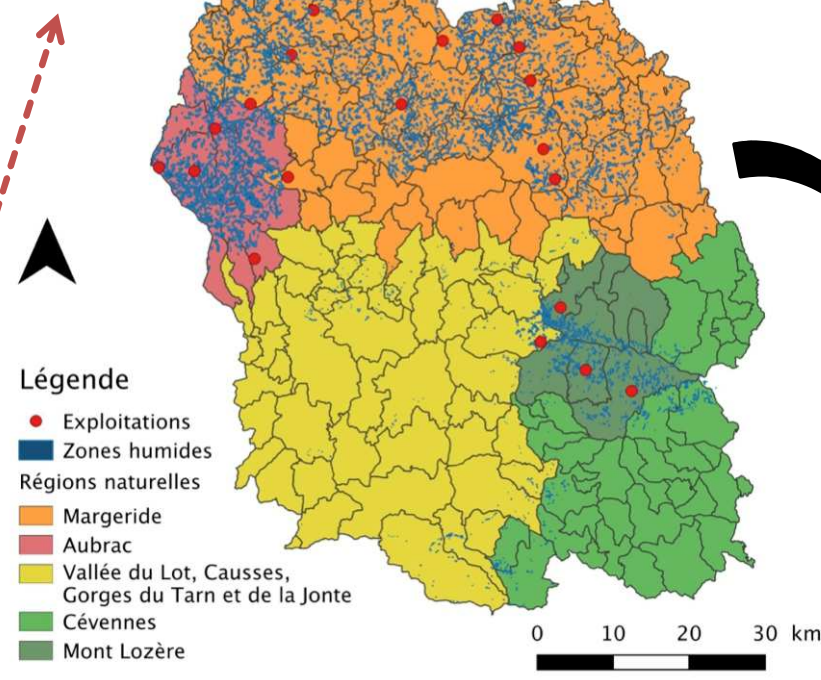 Légende
Exploitations
Zones humides
Régions naturelles
Margeride
Aubrac
Vallée du Lot, Causses,
Gorges du Tarn et de la Jonte
Cévennes
Mont Lozère
0 10 20 30 km